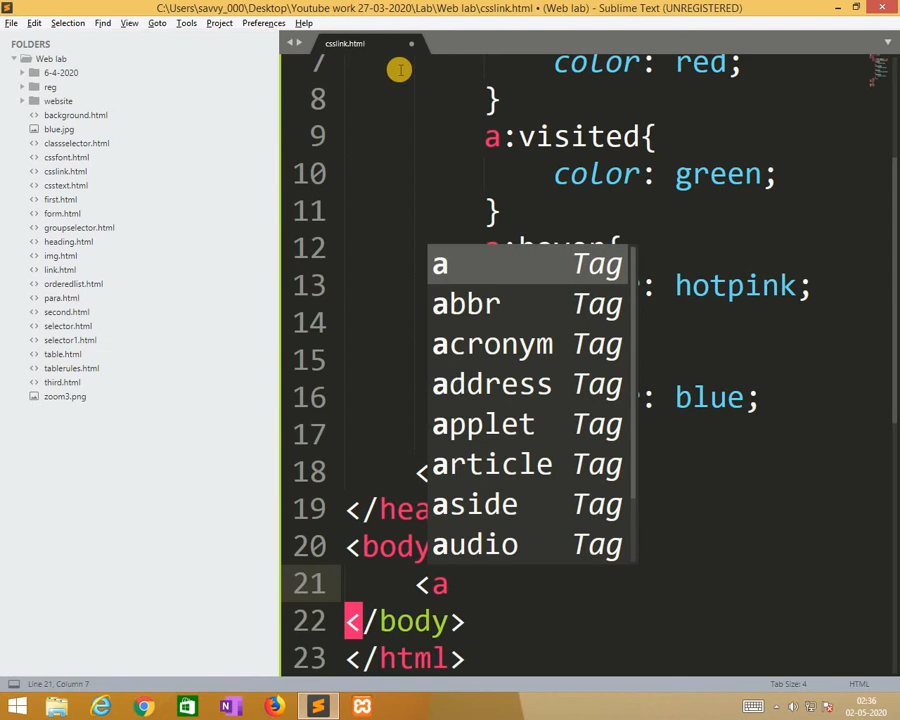 C:\Users\savvy_000\Desktop\Youtube work 27-03-2020\Lab\Web lab\csslink.html • (Web lab) - Sublime Text (UNREGISTERED)
File Edit Selection Find View Goto Tools Project Preferences Help
FOLDERS
Web lab
6-4-2020
reg
website
background.html
blue.jpg
classselector.html
cssfont.html
csslink.html
csstext.html
first.html
form.html
groupselector.html
heading.html
img.html
link.html
orderedlist.html
para.html
second.html
selector.html
selector1.html
table.html
tablerules.html
third.html
zoom3.png
csslink.html
7 color: red;
8 }
9 a:visited{
10 color: green;
11 }
12 a:hover{
13 : hotpink;
14
15
16 : blue;
17
18 <
19 </hea
20 <body
21 <a
22 </body>
23 </html>
a Tag
abbr Tag
acronym Tag
address Tag
applet Tag
article Tag
aside Tag
audio Tag
Line 21, Column 7
Tab Size: 4
HTML
02:36
02-05-2020